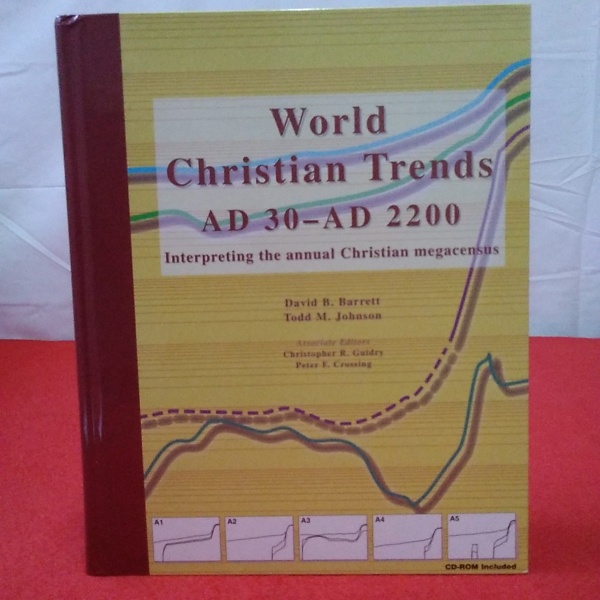 World
Christian Trends
AD 30–AD 2200
Interpreting the annual Christian megacensus
David B. Barrett
Todd M. Johnson
Associate Editors
Christopher R. Guidry
Peter F. Crossing
A1
A2
A3
A4
A5
CD-ROM Included